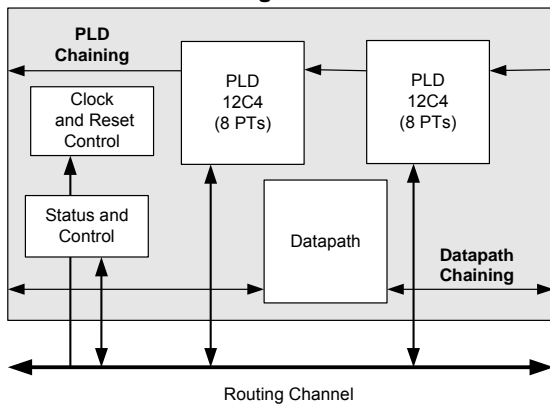 PLD
Chaining
PLD
12C4
(8 PTs)
PLD
12C4
(8 PTs)
Clock
and Reset
Control
Status and
Control
Datapath
Datapath
Chaining
Routing Channel